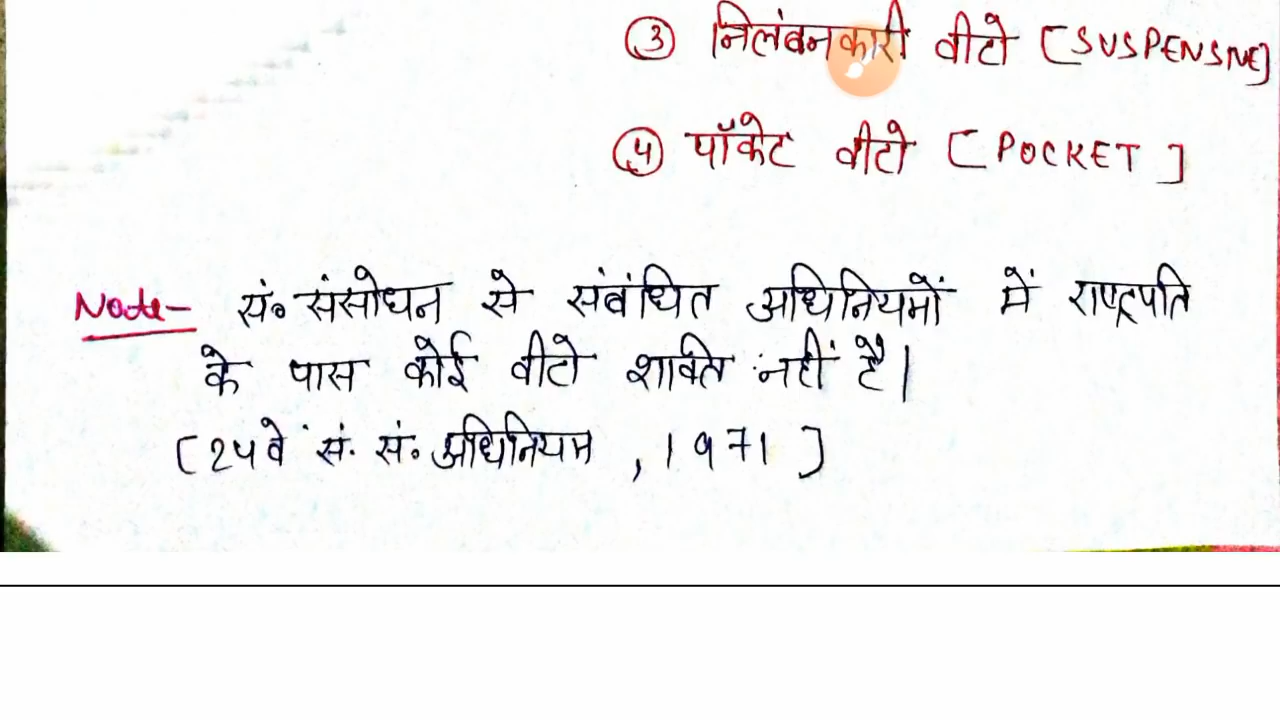 ③ निलंबनकारी वीटो [SUSPENSIVE]
④ पॉकेट वीटो [POCKET]
Note- सं॰ संसोधन से संबंधित अधिनियमों में राष्ट्रपति
के पास कोई वीटो शक्ति नहीं है।
[24वे सं. सं॰ अधिनियम, 1971]